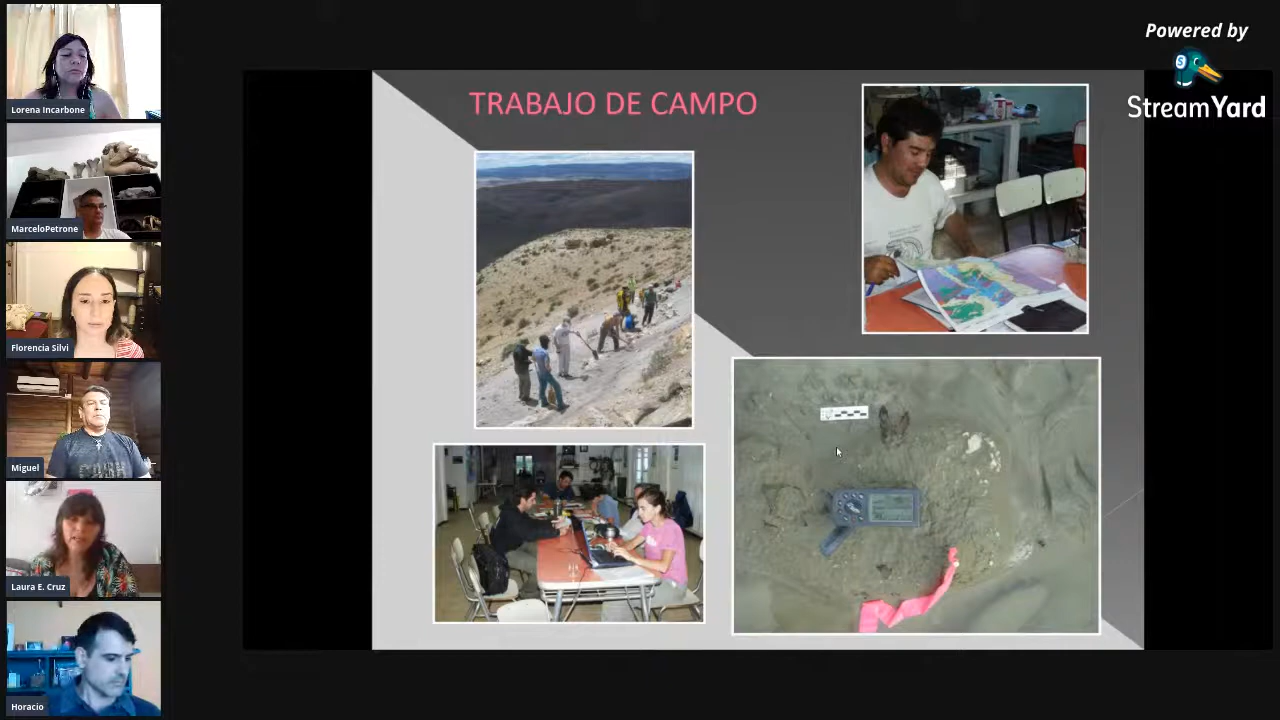 Lorena Incarbone
MarceloPetrone
Florencia Silvi
Miguel
Laura E. Cruz
Horacio
TRABAJO DE CAMPO
Powered by
StreamYard